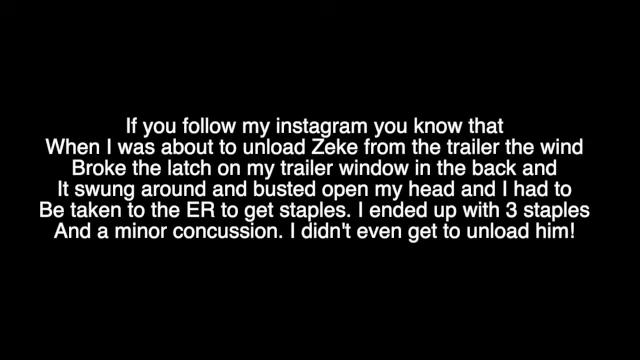 If you follow my instagram you know that
When I was about to unload Zeke from the trailer the wind
Broke the latch on my trailer window in the back and
It swung around and busted open my head and I had to
Be taken to the ER to get staples. I ended up with 3 staples
And a minor concussion. I didn't even get to unload him!